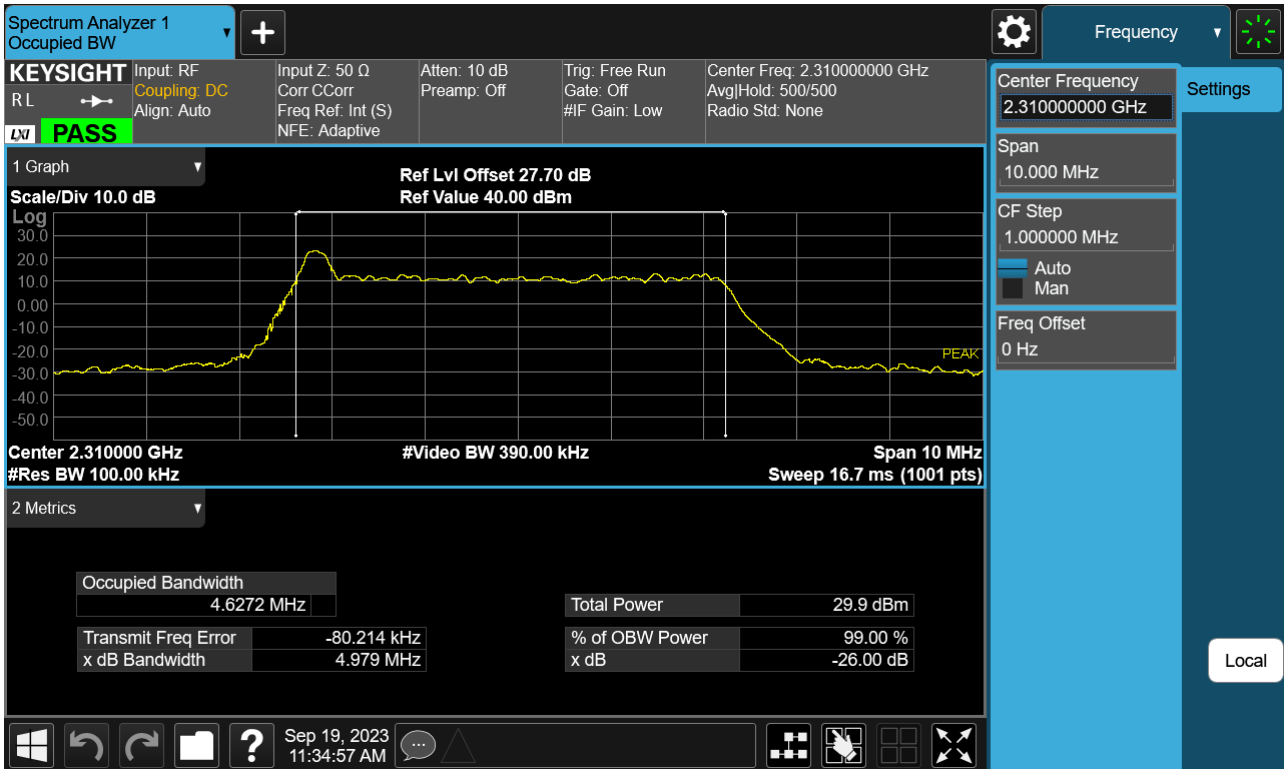 Spectrum Analyzer 1
Occupied BW
Frequency
KEYSIGHT
R L
LXI
PASS
Input: RF
Coupling: DC
Align: Auto
Input Z: 50 Ω
Corr CCorr
Freq Ref: Int (S)
NFE: Adaptive
Atten: 10 dB
Preamp: Off
Trig: Free Run
Gate: Off
#IF Gain: Low
Center Freq: 2.310000000 GHz
Avg|Hold: 500/500
Radio Std: None
Center Frequency
2.310000000 GHz
Settings
Span
10.000 MHz
CF Step
1.000000 MHz
Auto
Man
Freq Offset
0 Hz
1 Graph
Scale/Div 10.0 dB
Ref Lvl Offset 27.70 dB
Ref Value 40.00 dBm
Log
30.0
20.0
10.0
0.00
-10.0
-20.0
-30.0
-40.0
-50.0
PEAK
Center 2.310000 GHz
#Video BW 390.00 kHz
Span 10 MHz
#Res BW 100.00 kHz
Sweep 16.7 ms (1001 pts)
2 Metrics
Occupied Bandwidth
4.6272 MHz
Total Power 29.9 dBm
Transmit Freq Error -80.214 kHz
% of OBW Power 99.00 %
x dB Bandwidth 4.979 MHz
x dB -26.00 dB
Local
?
Sep 19, 2023
11:34:57 AM